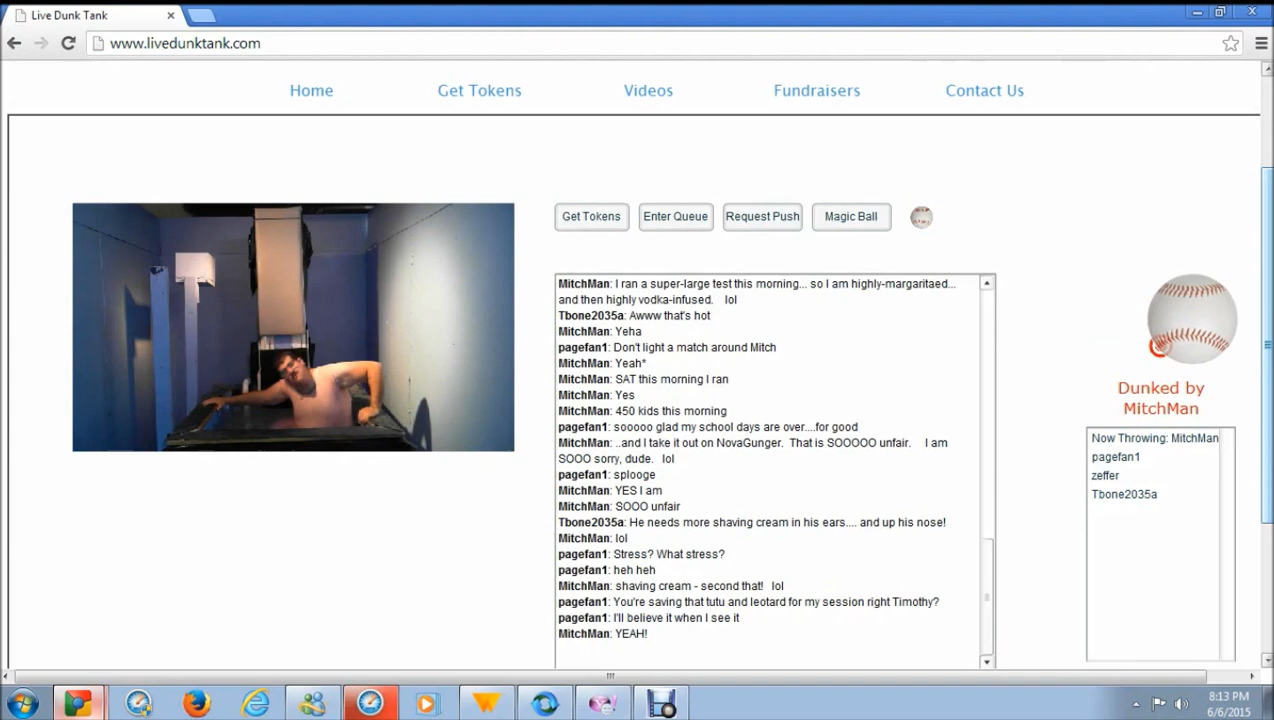 Live Dunk Tank
www.livedunktank.com
Home Get Tokens Videos Fundraisers Contact Us
Get Tokens Enter Queue Request Push Magic Ball
MitchMan: I ran a super-large test this morning... so I am highly-margaritaed...
and then highly vodka-infused. lol
Tbone2035a: Awww that's hot
MitchMan: Yeha
pagefan1: Don't light a match around Mitch
MitchMan: Yeah*
MitchMan: SAT this morning I ran
MitchMan: Yes
MitchMan: 450 kids this morning
pagefan1: sooooo glad my school days are over....for good
MitchMan: ..and I take it out on NovaGunger. That is SOOOOO unfair. I am
SOOO sorry, dude. lol
pagefan1: splooge
MitchMan: YES I am
MitchMan: SOOO unfair
Tbone2035a: He needs more shaving cream in his ears.... and up his nose!
MitchMan: lol
pagefan1: Stress? What stress?
pagefan1: heh heh
MitchMan: shaving cream - second that! lol
pagefan1: You're saving that tutu and leotard for my session right Timothy?
pagefan1: I'll believe it when I see it
MitchMan: YEAH!
Dunked by
MitchMan
Now Throwing: MitchMan
pagefan1
zeffer
Tbone2035a
8:13 PM
6/6/2015